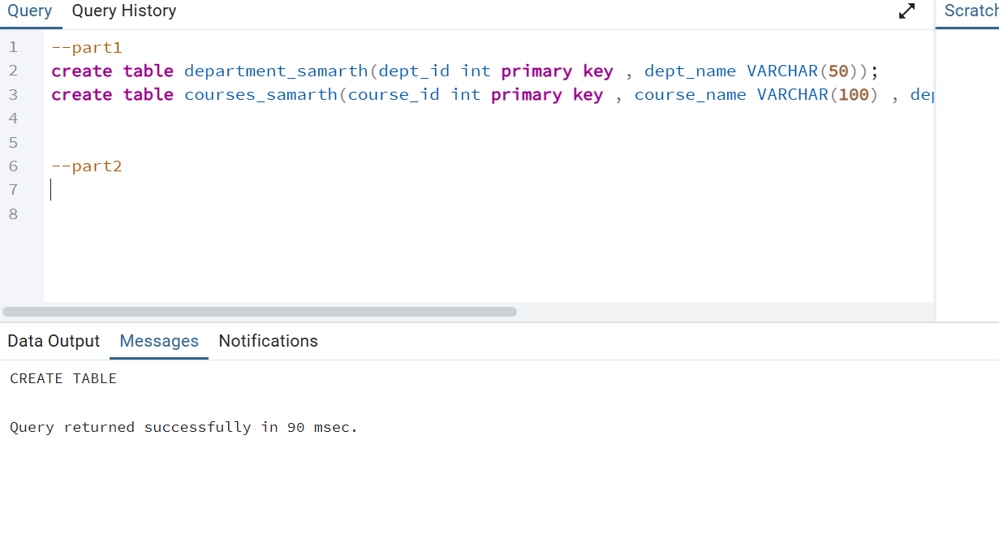 Query Query History Scratch
1 --part1
2 create table department_samarth(dept_id int primary key , dept_name VARCHAR(50));
3 create table courses_samarth(course_id int primary key , course_name VARCHAR(100) , dep
4
5
6 --part2
7
8
Data Output Messages Notifications
CREATE TABLE
Query returned successfully in 90 msec.